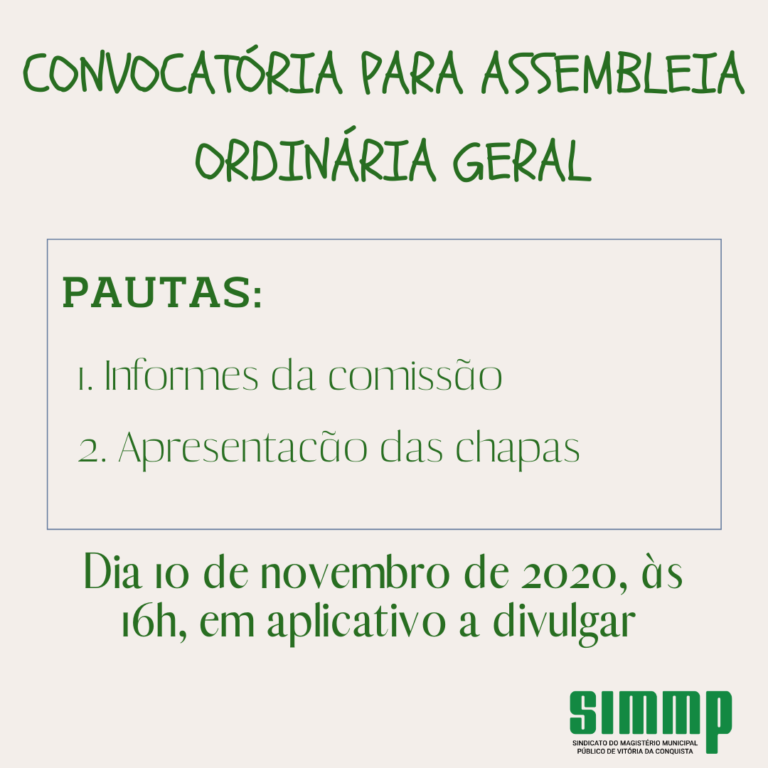 CONVOCATÓRIA PARA ASSEMBLEIA
ORDINÁRIA GERAL
PAUTAS:
1. Informes da comissão
2. Apresentacão das chapas
Dia 10 de novembro de 2020, às
16h, em aplicativo a divulgar
SIMMP
SINDICATO DO MAGISTÉRIO MUNICIPAL
PÚBLICO DE VITÓRIA DA CONQUISTA